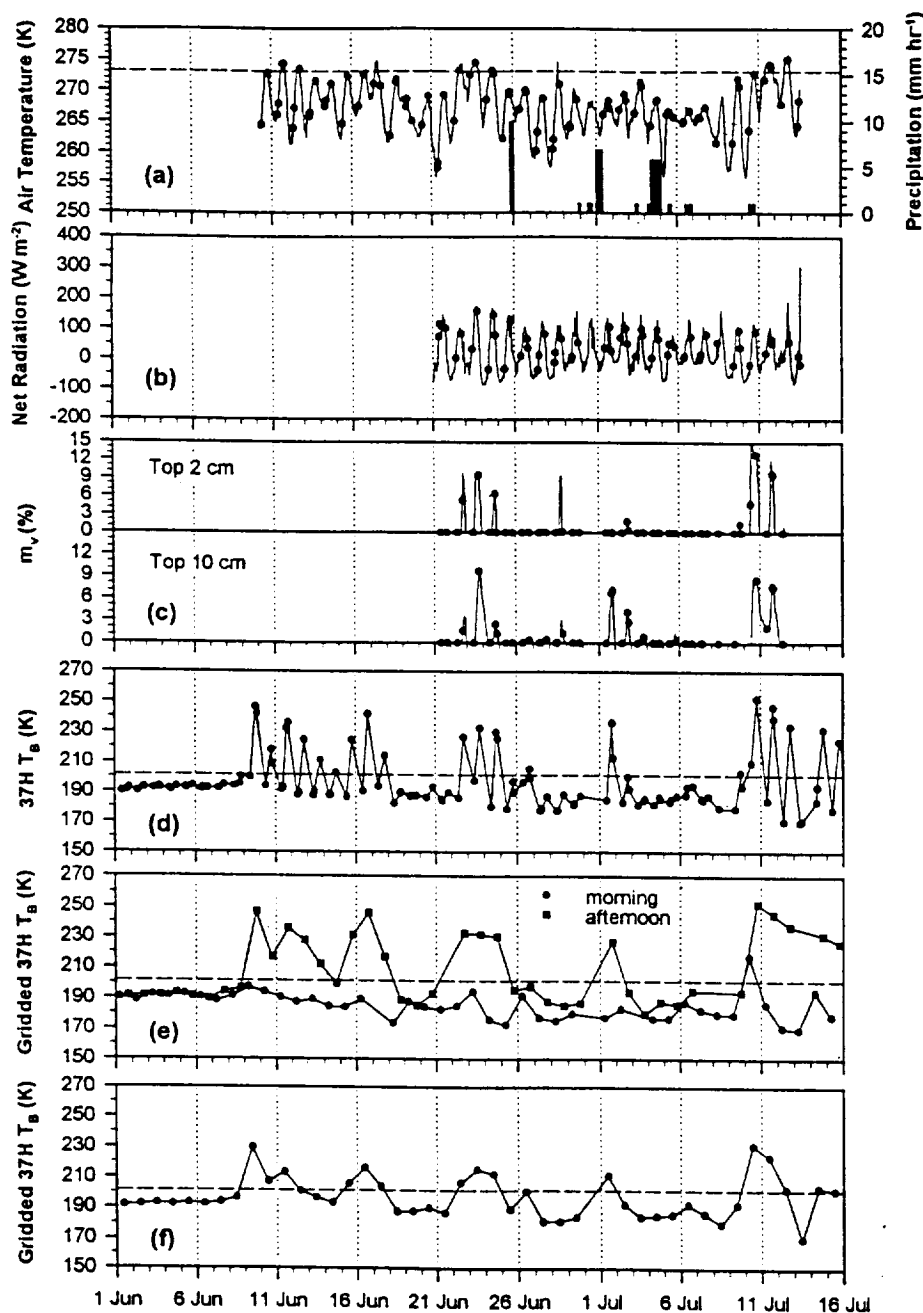 Air Temperature (K)
280
275
270
265
260
255
250
(a)
20
15
10
5
0
Precipitation (mm hr-1)
Net Radiation (W m-2)
400
300
200
100
0
-100
-200
(b)
mv (%)
15
12
9
6
3
0
Top 2 cm
12
9
6
3
0
Top 10 cm
(c)
37H TB (K)
270
250
230
210
190
170
150
(d)
Gridded 37H TB (K)
270
250
230
210
190
170
150
morning
afternoon
(e)
Gridded 37H TB (K)
270
250
230
210
190
170
150
(f)
1 Jun 6 Jun 11 Jun 16 Jun 21 Jun 26 Jun 1 Jul 6 Jul 11 Jul 16 Jul